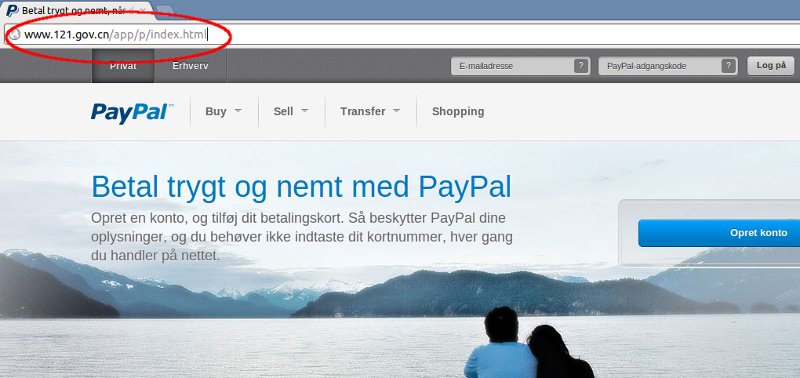 Betal trygt og nemt, når
www.121.gov.cn/app/p/index.html
Privat Erhverv E-mailadresse ? PayPal-adgangskode ? Log på
PayPal Buy Sell Transfer Shopping
Betal trygt og nemt med PayPal
Opret en konto, og tilføj dit betalingskort. Så beskytter PayPal dine
oplysninger, og du behøver ikke indtaste dit kortnummer, hver gang
du handler på nettet.
Opret konto